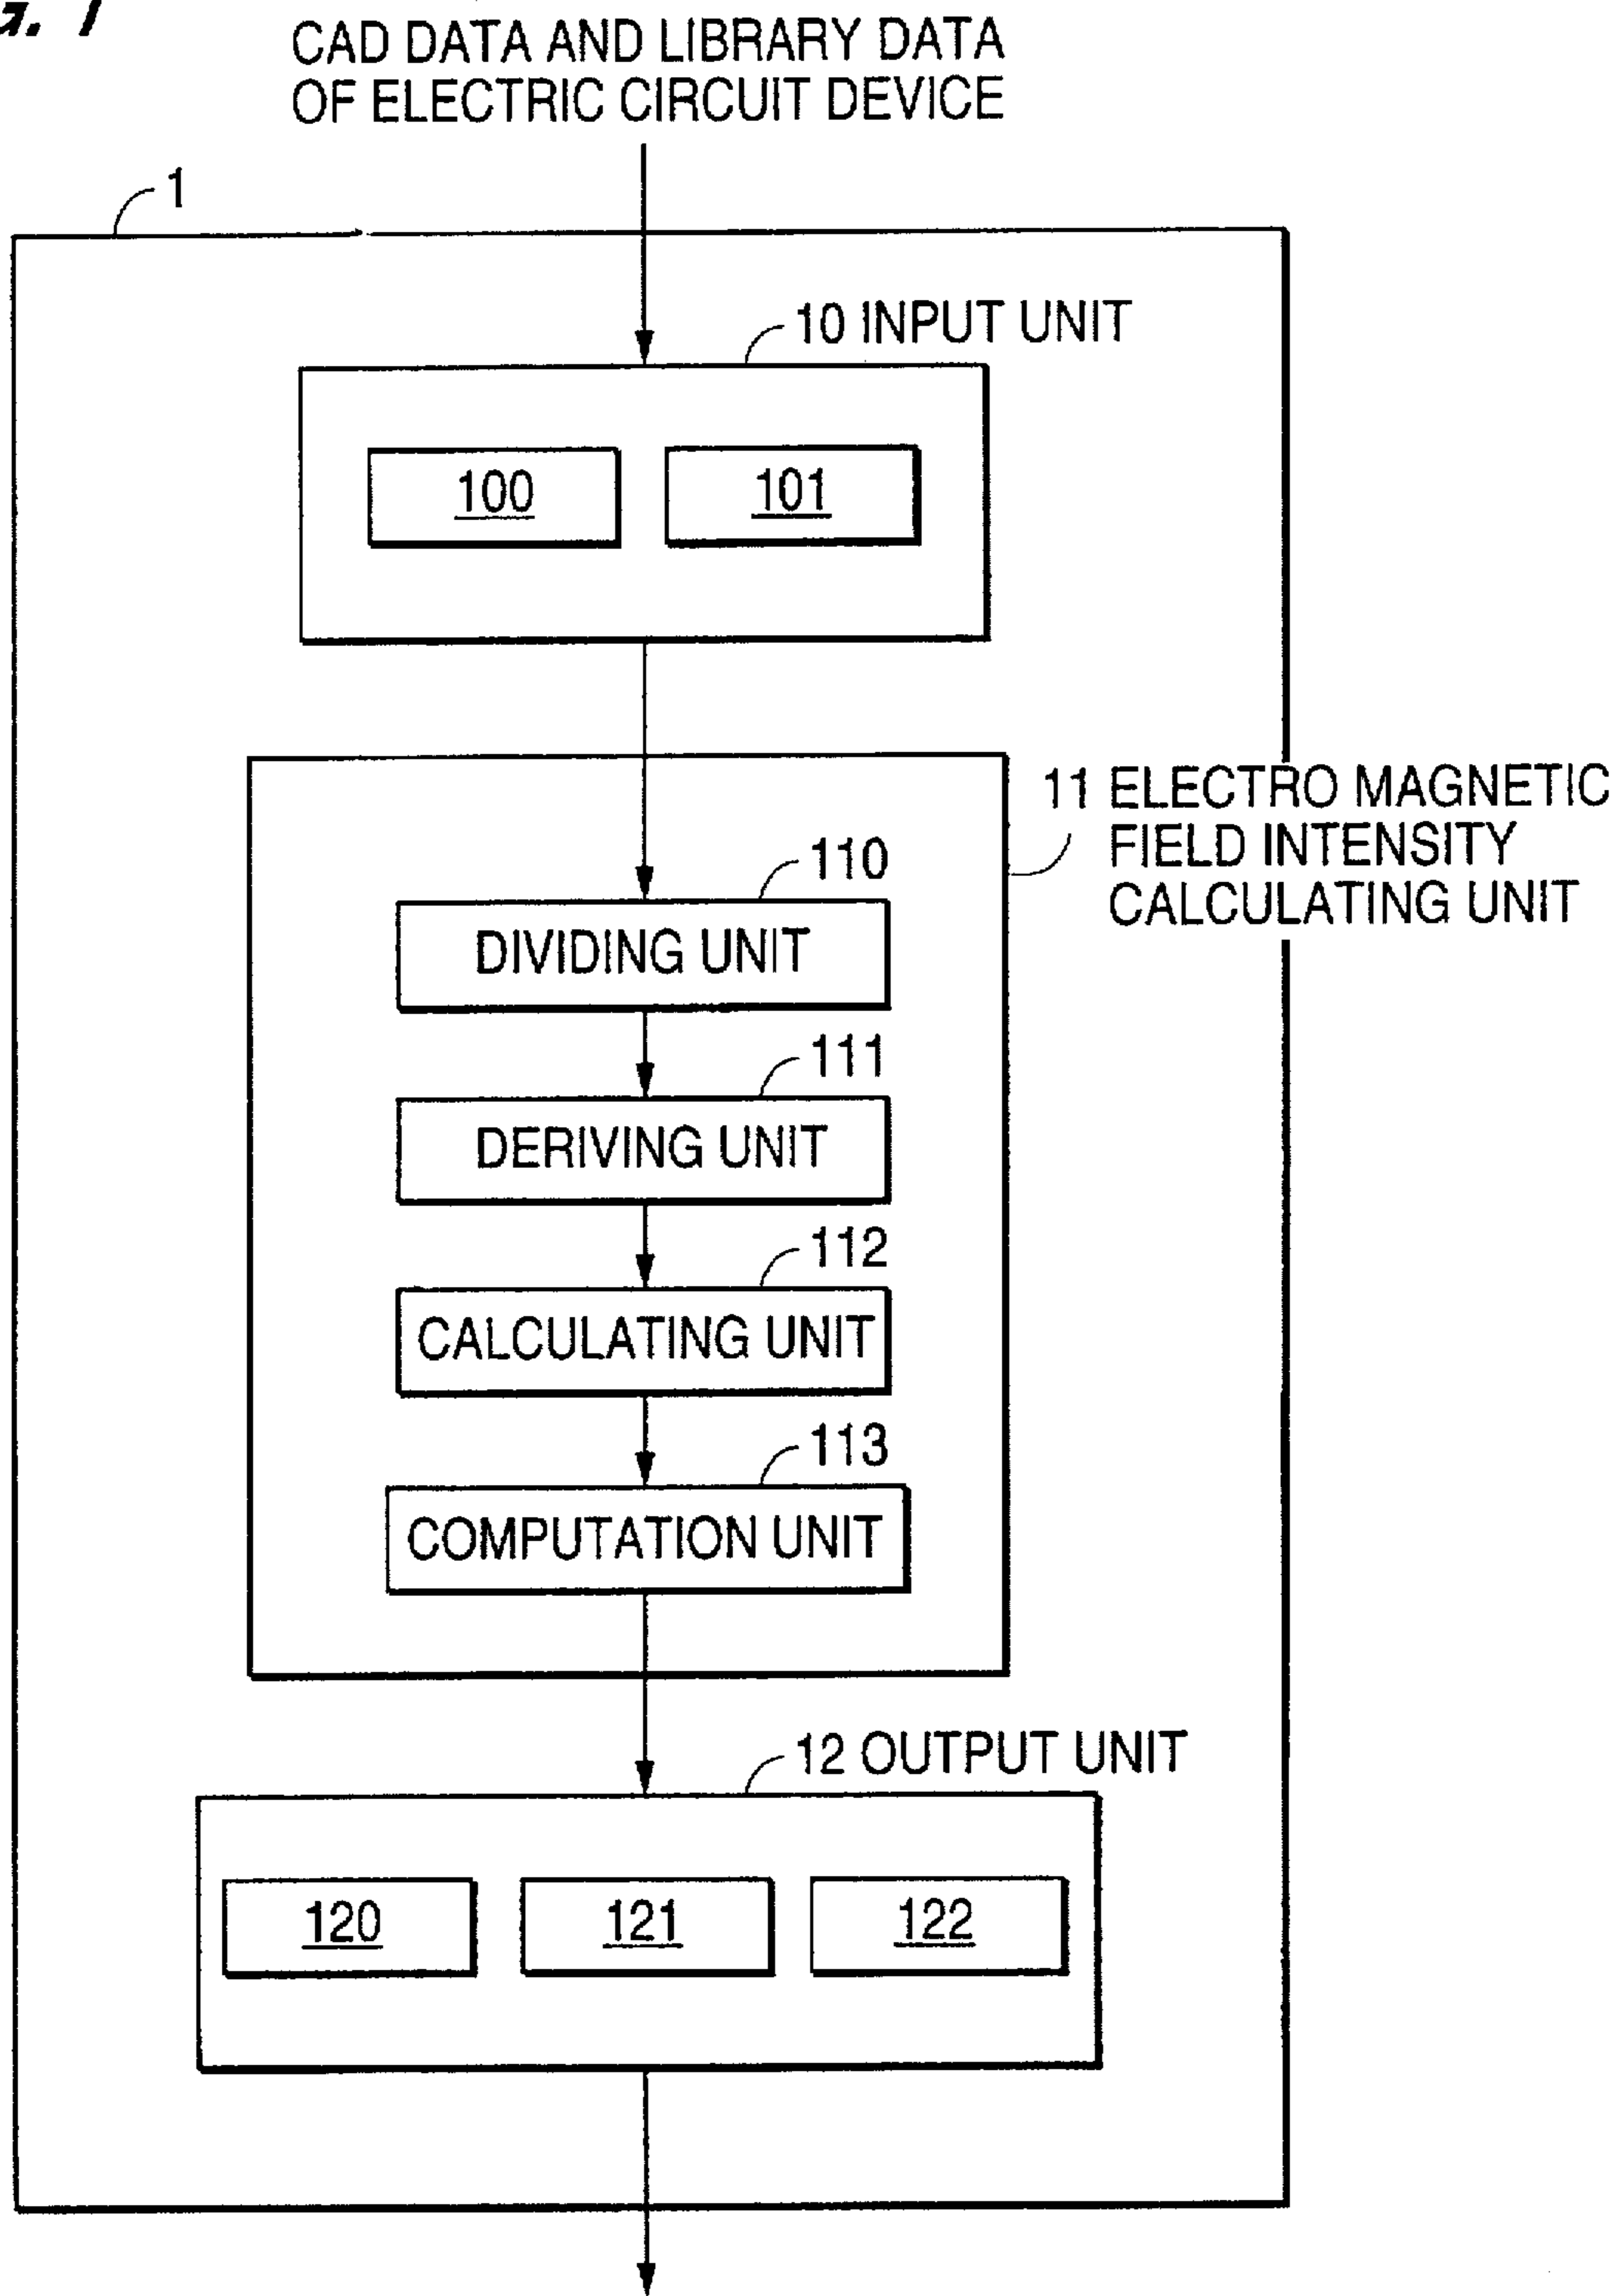 G. 1
CAD DATA AND LIBRARY DATA
OF ELECTRIC CIRCUIT DEVICE
1
10 INPUT UNIT
100 101
11 ELECTRO MAGNETIC
FIELD INTENSITY
CALCULATING UNIT
110
DIVIDING UNIT
111
DERIVING UNIT
112
CALCULATING UNIT
113
COMPUTATION UNIT
12 OUTPUT UNIT
120 121 122